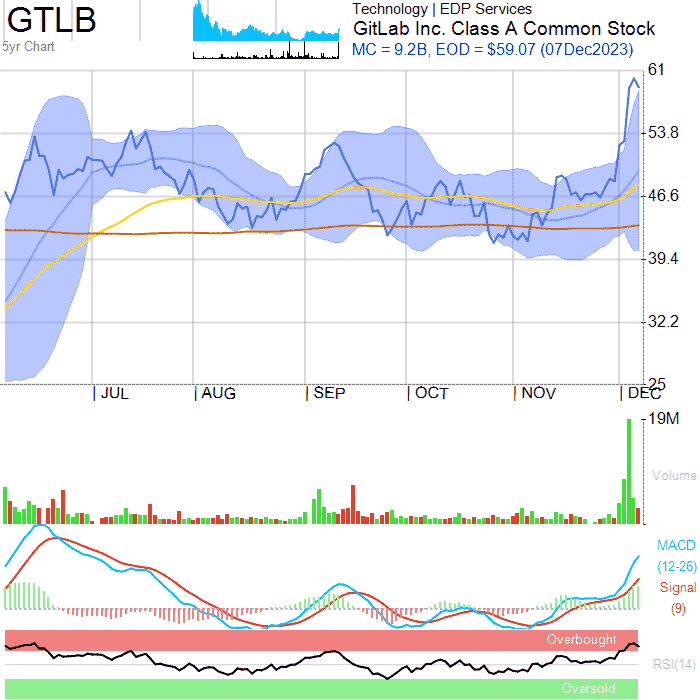 GTLB
5yr Chart
Technology | EDP Services
GitLab Inc. Class A Common Stock
MC = 9.2B, EOD = $59.07 (07Dec2023)
61
53.8
46.6
39.4
32.2
25
JUL
AUG
SEP
OCT
NOV
DEC
19M
Volume
MACD
(12-26)
Signal
(9)
Overbought
RSI(14)
Oversold